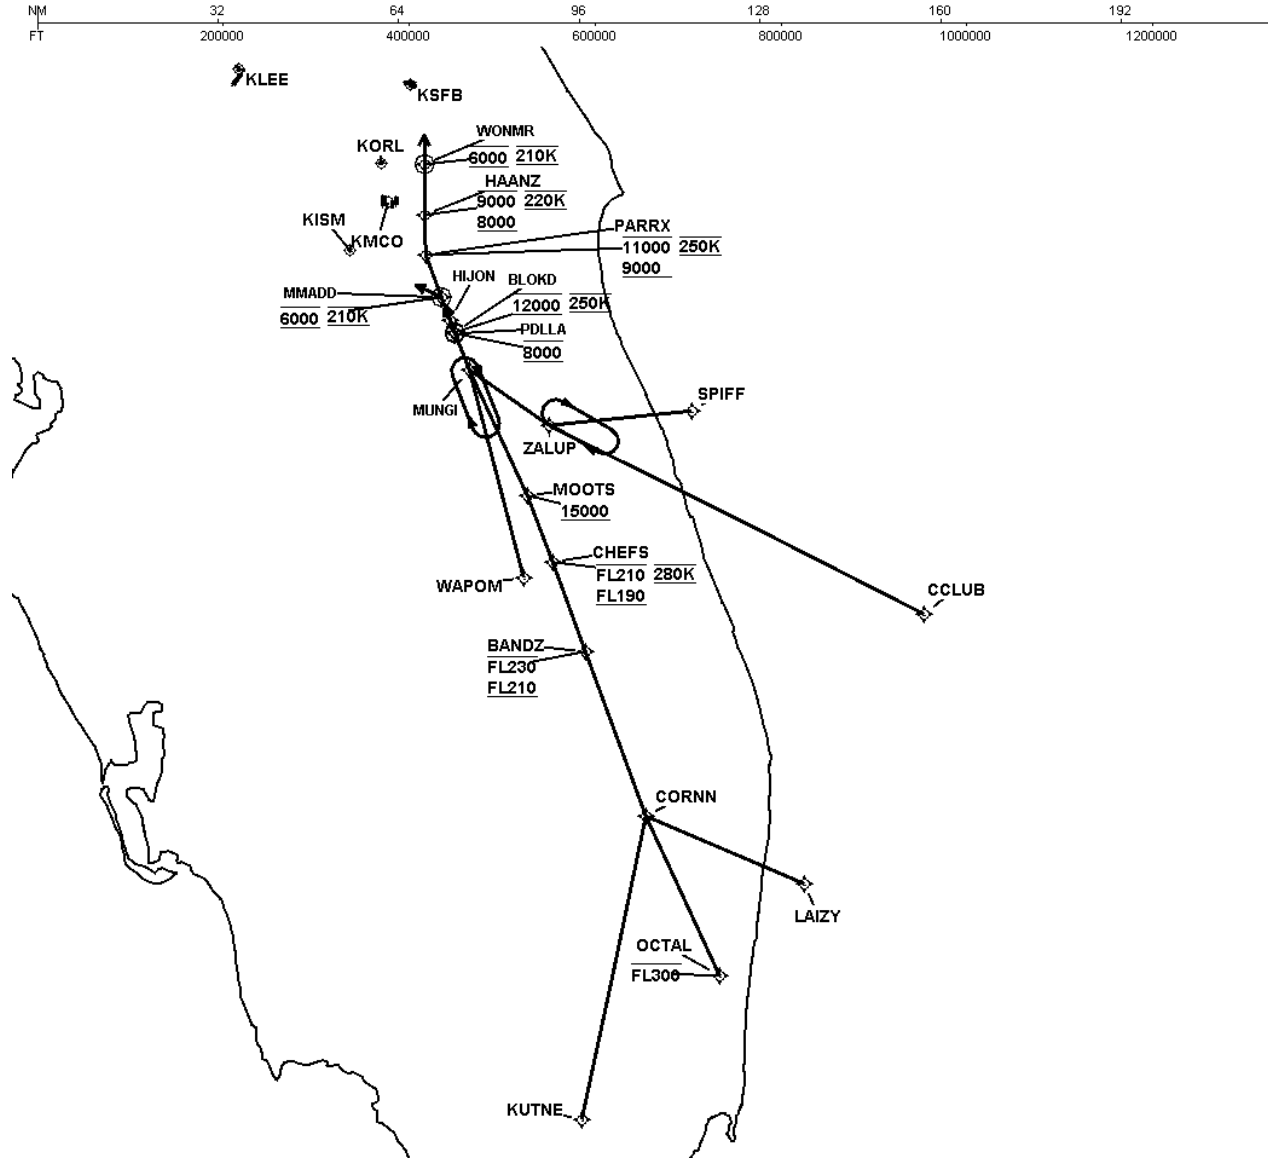 NM 32 64 96 128 160 192
FT 200000 400000 600000 800000 1000000 1200000
KLEE
KSFB
WONMR
6000 210K
KORL
HAANZ
9000 220K
8000
KISM
KMCO
PARRX
11000 250K
9000
HIJON
BLOKD
12000 250K
MMADD
6000 210K
PDLLA
8000
MUNGI
SPIFF
ZALUP
MOOTS
15000
CHEFS
FL210 280K
FL190
WAPOM
CCLUB
BANDZ
FL230
FL210
CORNN
LAIZY
OCTAL
FL300
KUTNE